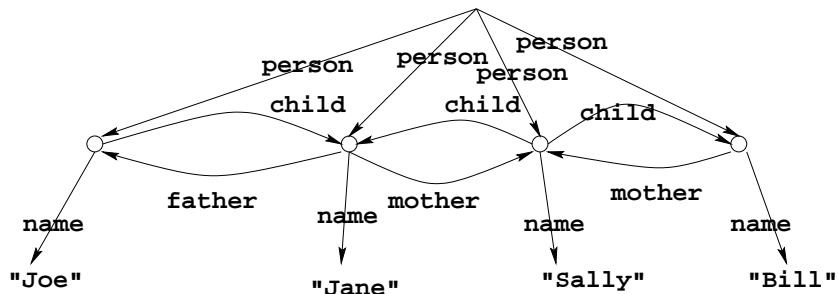 person
person
person
person
child
child
child
father
mother
mother
name
name
name
name
"Joe"
"Jane"
"Sally"
"Bill"